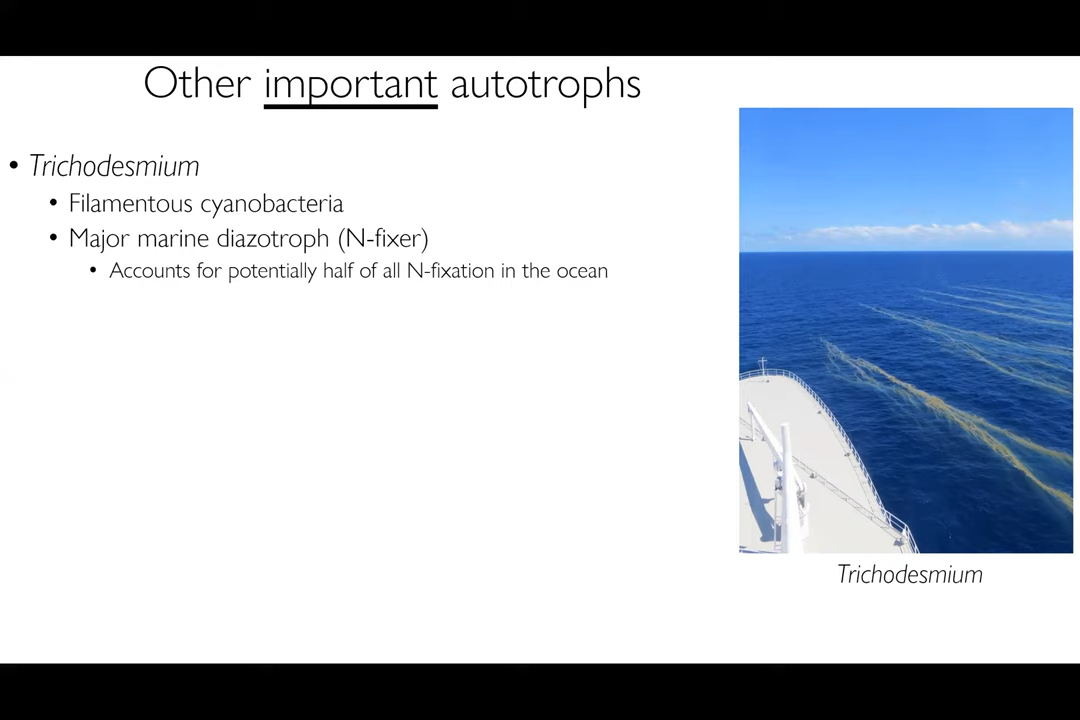 Other important autotrophs
• Trichodesmium
• Filamentous cyanobacteria
• Major marine diazotroph (N-fixer)
• Accounts for potentially half of all N-fixation in the ocean
Trichodesmium